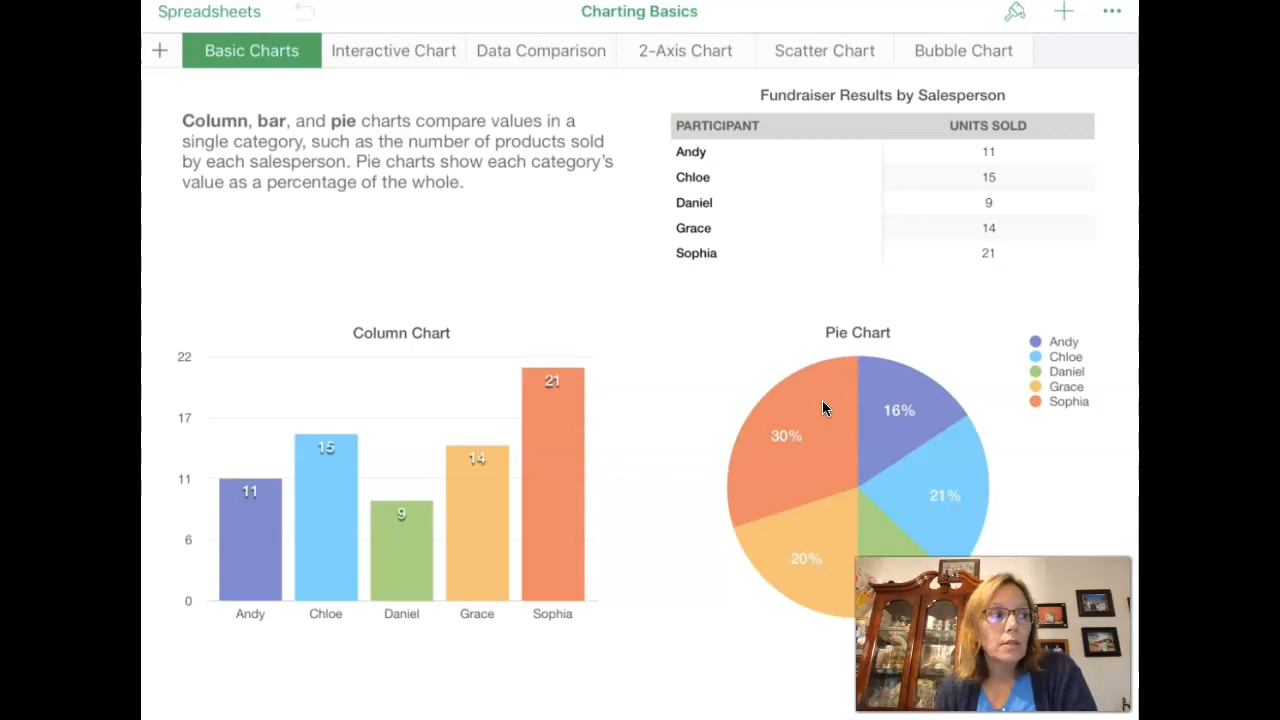 Spreadsheets
Charting Basics
Basic Charts
Interactive Chart
Data Comparison
2-Axis Chart
Scatter Chart
Bubble Chart
Column, bar, and pie charts compare values in a
single category, such as the number of products sold
by each salesperson. Pie charts show each category’s
value as a percentage of the whole.
Fundraiser Results by Salesperson
PARTICIPANT UNITS SOLD
Andy 11
Chloe 15
Daniel 9
Grace 14
Sophia 21
Column Chart
22
17
11
6
0
11
15
9
14
21
Andy Chloe Daniel Grace Sophia
Pie Chart
Andy
Chloe
Daniel
Grace
Sophia
16%
30%
21%
20%